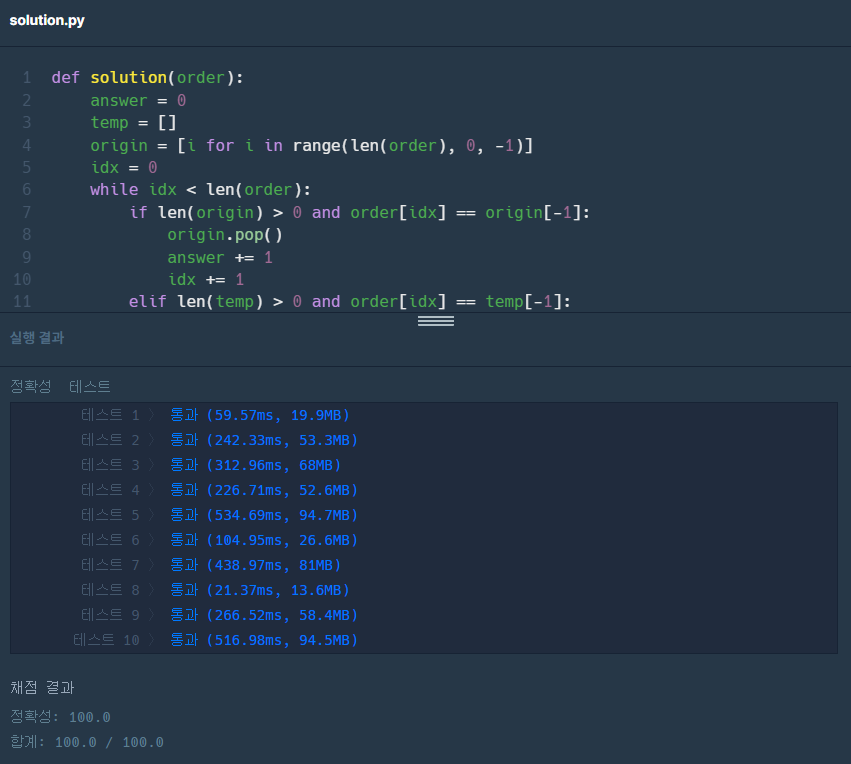 solution.py
1 def solution(order):
2     answer = 0
3     temp = []
4     origin = [i for i in range(len(order), 0, -1)]
5     idx = 0
6     while idx < len(order):
7         if len(origin) > 0 and order[idx] == origin[-1]:
8             origin.pop()
9             answer += 1
10             idx += 1
11         elif len(temp) > 0 and order[idx] == temp[-1]:
실행 결과
정확성 테스트
테스트 1 〉 통과 (59.57ms, 19.9MB)
테스트 2 〉 통과 (242.33ms, 53.3MB)
테스트 3 〉 통과 (312.96ms, 68MB)
테스트 4 〉 통과 (226.71ms, 52.6MB)
테스트 5 〉 통과 (534.69ms, 94.7MB)
테스트 6 〉 통과 (104.95ms, 26.6MB)
테스트 7 〉 통과 (438.97ms, 81MB)
테스트 8 〉 통과 (21.37ms, 13.6MB)
테스트 9 〉 통과 (266.52ms, 58.4MB)
테스트 10 〉 통과 (516.98ms, 94.5MB)
채점 결과
정확성: 100.0
합계: 100.0 / 100.0